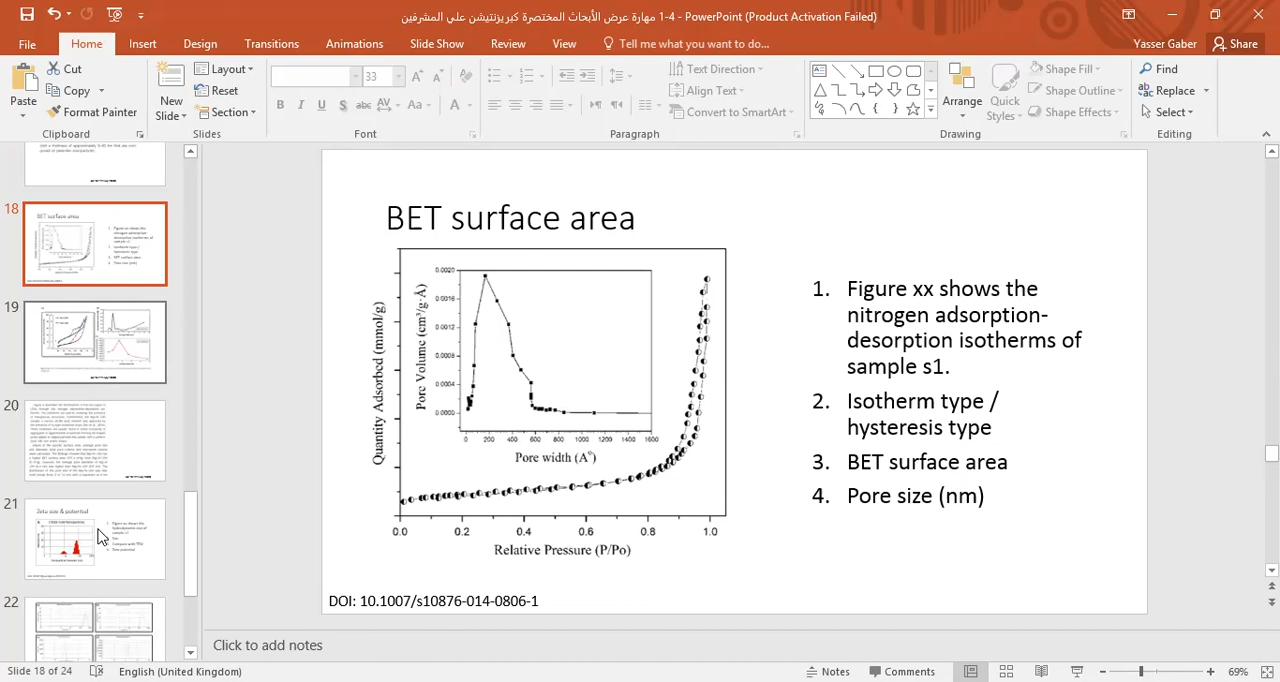 1-4 مهارة عرض الأبحاث المختصرة كبريزنتيشن علي المشرفين - PowerPoint (Product Activation Failed)
File Home Insert Design Transitions Animations Slide Show Review View Tell me what you want to do... Yasser Gaber Share
Cut Layout 33 Text Direction Shape Fill Find
Copy Reset Align Text Shape Outline Replace
Paste Format Painter New Slide Section Convert to SmartArt Arrange Quick Styles Shape Effects Select
Clipboard Slides Font Paragraph Drawing Editing
18
BET surface area
19
20
21
Zeta size & potential
22
BET surface area
Quantity Adsorbed (mmol/g)
Pore Volume (cm³/g·Å)
0.0020
0.0016
0.0012
0.0008
0.0004
0.0000
0 200 400 600 800 1000 1200 1400 1600
Pore width (A°)
0.0 0.2 0.4 0.6 0.8 1.0
Relative Pressure (P/Po)
1. Figure xx shows the
nitrogen adsorption-
desorption isotherms of
sample s1.
2. Isotherm type /
hysteresis type
3. BET surface area
4. Pore size (nm)
DOI: 10.1007/s10876-014-0806-1
Click to add notes
Slide 18 of 24 English (United Kingdom) Notes Comments 69%